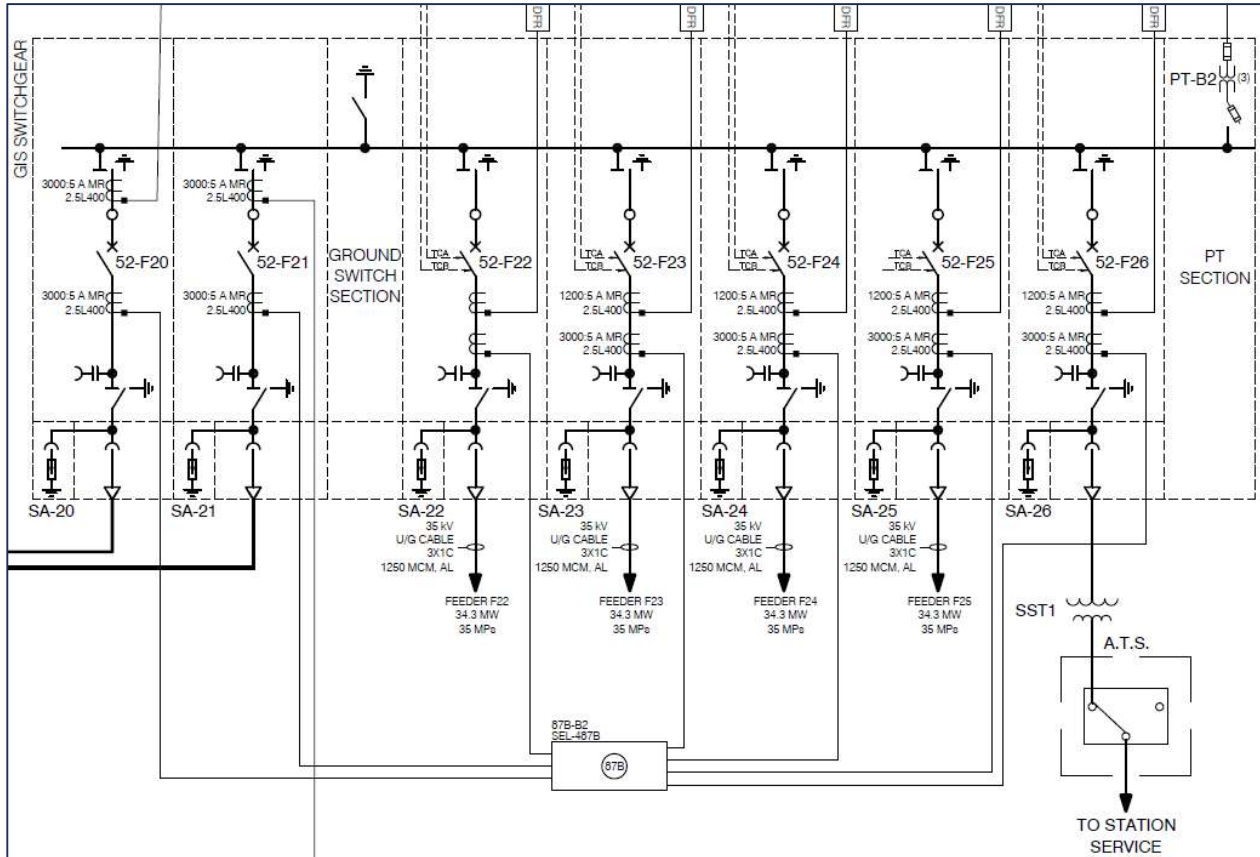 DFR
DFR
DFR
DFR
DFR
GIS SWITCHGEAR
PT-B2 (3)
3000:5 A MR
2.5L400
3000:5 A MR
2.5L400
52-F20
52-F21
GROUND
SWITCH
SECTION
TCA
TCB
52-F22
TCA
TCB
52-F23
TCA
TCB
52-F24
TCA
TCB
52-F25
TCA
TCB
52-F26
PT
SECTION
3000:5 A MR
2.5L400
3000:5 A MR
2.5L400
1200:5 A MR
2.5L400
1200:5 A MR
2.5L400
1200:5 A MR
2.5L400
1200:5 A MR
2.5L400
3000:5 A MR
2.5L400
3000:5 A MR
2.5L400
3000:5 A MR
2.5L400
3000:5 A MR
2.5L400
SA-20
SA-21
SA-22
SA-23
SA-24
SA-25
SA-26
35 kV
U/G CABLE
3X1C
1250 MCM, AL
35 kV
U/G CABLE
3X1C
1250 MCM, AL
35 kV
U/G CABLE
3X1C
1250 MCM, AL
35 kV
U/G CABLE
3X1C
1250 MCM, AL
FEEDER F22
34.3 MW
35 MPs
FEEDER F23
34.3 MW
35 MPs
FEEDER F24
34.3 MW
35 MPs
FEEDER F25
34.3 MW
35 MPs
SST1
A.T.S.
87B-B2
SEL-487B
87B
TO STATION
SERVICE